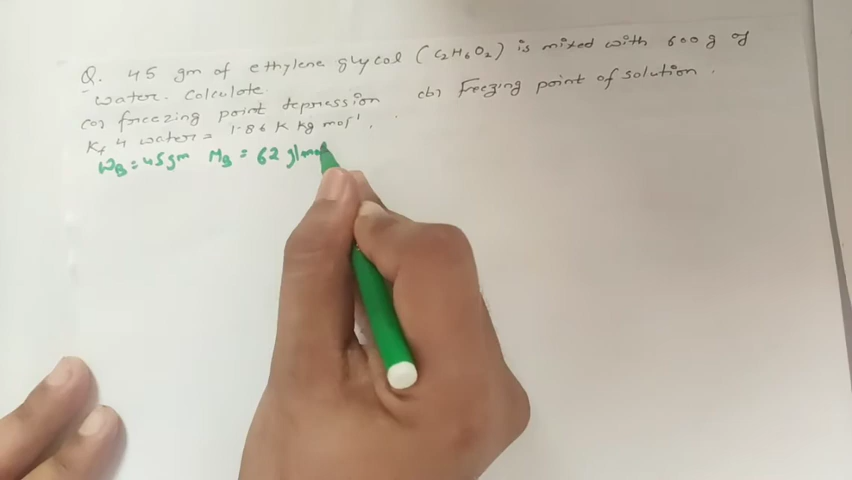 Q. 45 gm of ethylene glycol (C2H6O2) is mixed with 600 g of
water. Calculate
(a) freezing point depression (b) Freezing point of solution.
Kf of water = 1.86 K kg mol⁻¹.
WB = 45 gm MB = 62 g/mol